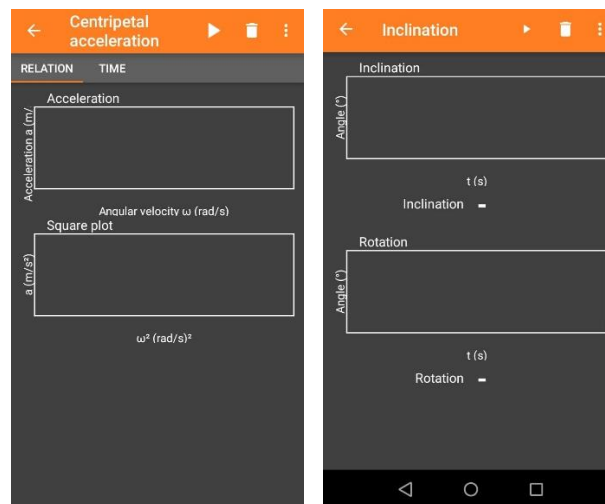 Centripetal
acceleration
RELATION TIME
Acceleration
Acceleration a (m/
Angular velocity ω (rad/s)
Square plot
a (m/s²)
ω² (rad/s)²
Inclination
Inclination
Angle (°)
t (s)
Inclination -
Rotation
Angle (°)
t (s)
Rotation -